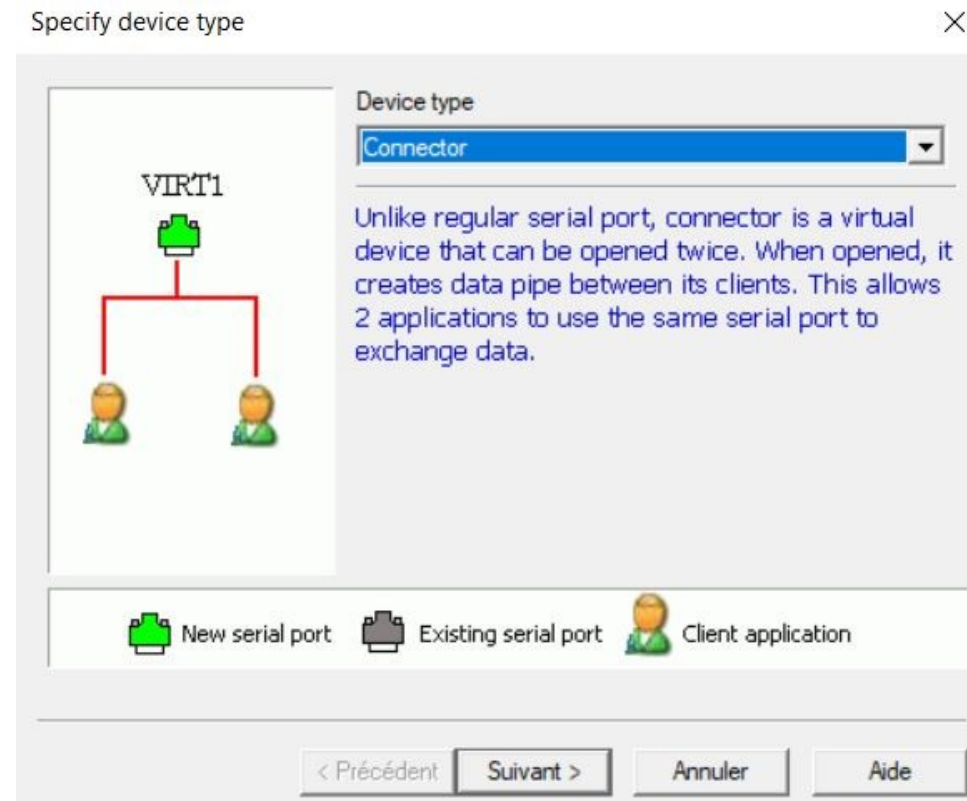 Specify device type
Device type
Connector
VIRT1
Unlike regular serial port, connector is a virtual
device that can be opened twice. When opened, it
creates data pipe between its clients. This allows
2 applications to use the same serial port to
exchange data.
New serial port Existing serial port Client application
< Précédent Suivant > Annuler Aide